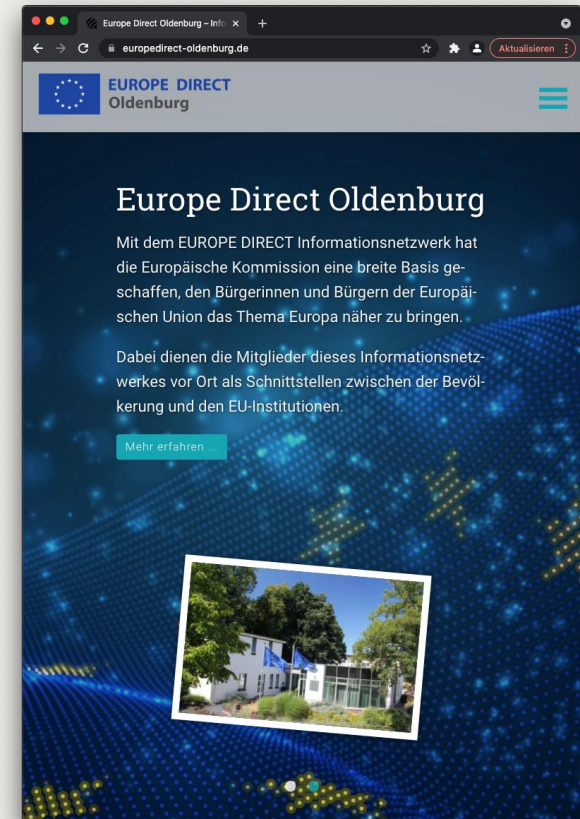 Europe Direct Oldenburg – Info
europedirect-oldenburg.de
Aktualisieren
EUROPE DIRECT
Oldenburg
Europe Direct Oldenburg
Mit dem EUROPE DIRECT Informationsnetzwerk hat
die Europäische Kommission eine breite Basis ge-
schaffen, den Bürgerinnen und Bürgern der Europäi-
schen Union das Thema Europa näher zu bringen.
Dabei dienen die Mitglieder dieses Informationsnetz-
werkes vor Ort als Schnittstellen zwischen der Bevöl-
kerung und den EU-Institutionen.
Mehr erfahren ...